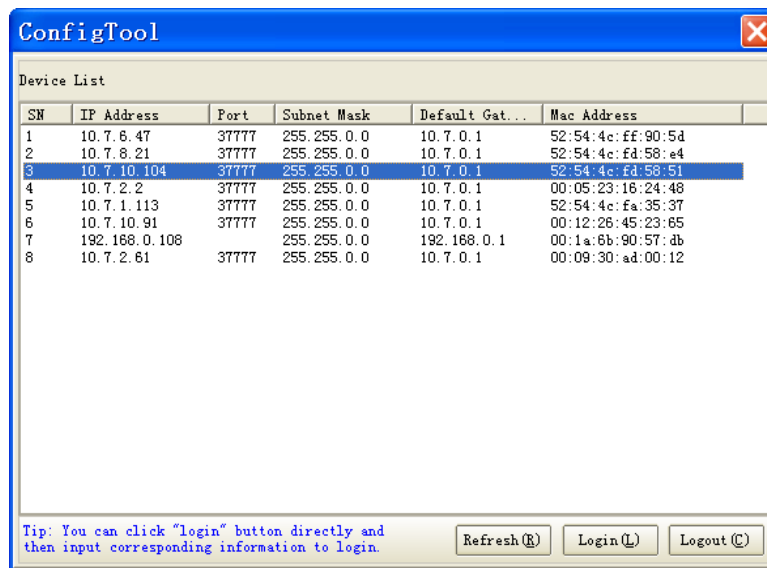 ConfigTool
Device List
SN IP Address Port Subnet Mask Default Gat... Mac Address
1 10.7.6.47 37777 255.255.0.0 10.7.0.1 52:54:4c:ff:90:5d
2 10.7.8.21 37777 255.255.0.0 10.7.0.1 52:54:4c:fd:58:e4
3 10.7.10.104 37777 255.255.0.0 10.7.0.1 52:54:4c:fd:58:51
4 10.7.2.2 37777 255.255.0.0 10.7.0.1 00:05:23:16:24:48
5 10.7.1.113 37777 255.255.0.0 10.7.0.1 52:54:4c:fa:35:37
6 10.7.10.91 37777 255.255.0.0 10.7.0.1 00:12:26:45:23:65
7 192.168.0.108 255.255.0.0 192.168.0.1 00:1a:6b:90:57:db
8 10.7.2.61 37777 255.255.0.0 10.7.0.1 00:09:30:ad:00:12
Tip: You can click "login" button directly and
then input corresponding information to login.
Refresh(R) Login(L) Logout(C)